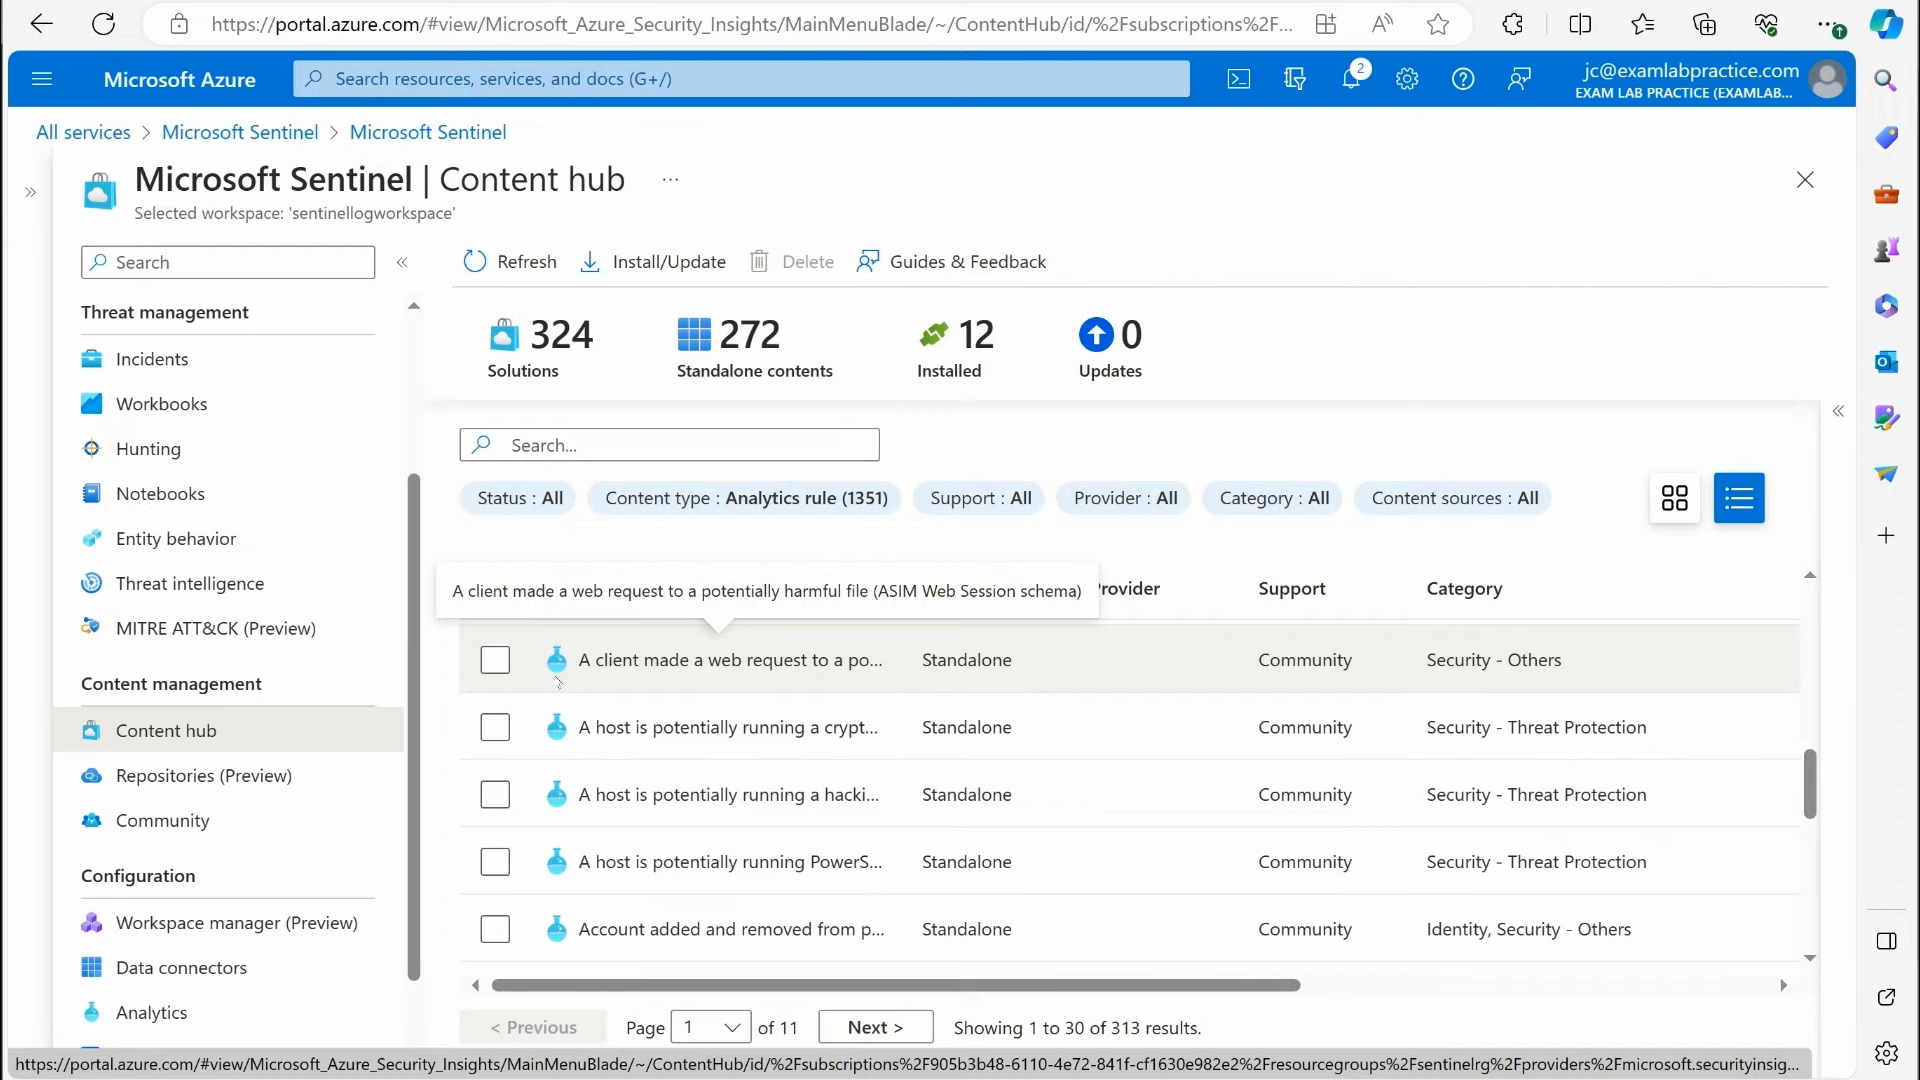 https://portal.azure.com/#view/Microsoft_Azure_Security_Insights/MainMenuBlade/~/ContentHub/id/%2Fsubscriptions%2F...
Microsoft Azure
Search resources, services, and docs (G+/)
2
jc@examlabpractice.com
EXAM LAB PRACTICE (EXAMLAB...
All services > Microsoft Sentinel > Microsoft Sentinel
Microsoft Sentinel | Content hub ...
Selected workspace: 'sentinellogworkspace'
Search
Refresh
Install/Update
Delete
Guides & Feedback
Threat management
Incidents
Workbooks
Hunting
Notebooks
Entity behavior
Threat intelligence
MITRE ATT&CK (Preview)
Content management
Content hub
Repositories (Preview)
Community
Configuration
Workspace manager (Preview)
Data connectors
Analytics
324 Solutions
272 Standalone contents
12 Installed
0 Updates
Search...
Status : All
Content type : Analytics rule (1351)
Support : All
Provider : All
Category : All
Content sources : All
A client made a web request to a potentially harmful file (ASIM Web Session schema)
rovider Support Category
A client made a web request to a po... Standalone Community Security - Others
A host is potentially running a crypt... Standalone Community Security - Threat Protection
A host is potentially running a hacki... Standalone Community Security - Threat Protection
A host is potentially running PowerS... Standalone Community Security - Threat Protection
Account added and removed from p... Standalone Community Identity, Security - Others
< Previous Page 1 of 11 Next > Showing 1 to 30 of 313 results.
https://portal.azure.com/#view/Microsoft_Azure_Security_Insights/MainMenuBlade/~/ContentHub/id/%2Fsubscriptions%2F905b3b48-6110-4e72-841f-cf1630e982e2%2Fresourcegroups%2Fsentinelrg%2Fproviders%2Fmicrosoft.securityinsig...